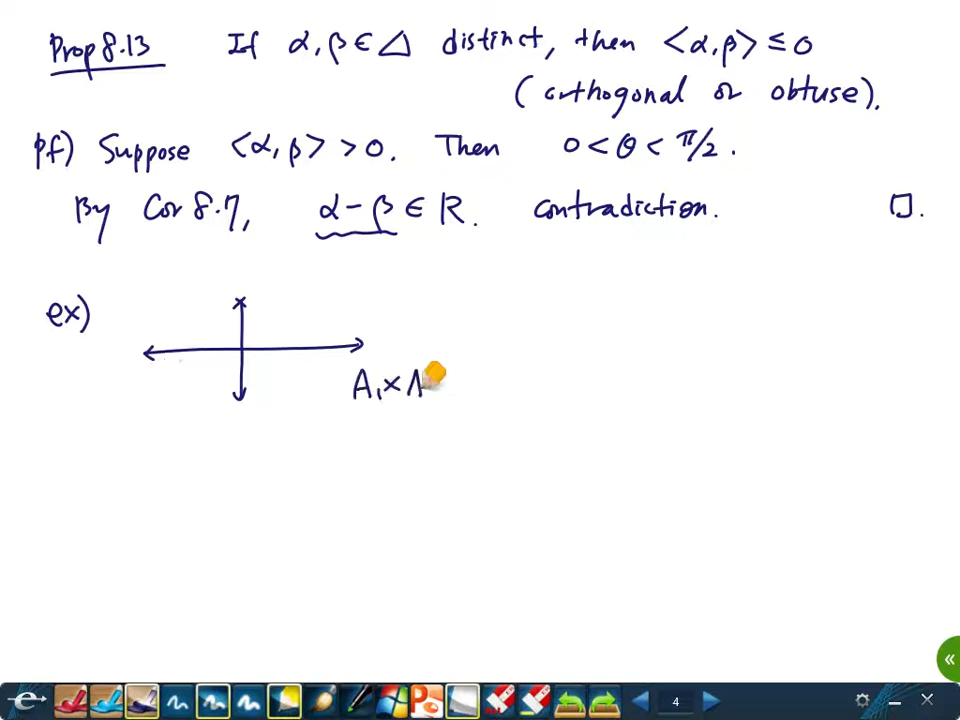 Prop 8.13 If α, β ∈ Δ distinct, then <α, β> ≤ 0
(orthogonal or obtuse).
pf) Suppose <α, β> > 0. Then 0 < θ < π/2.
By Cor 8.7, α - β ∈ R. contradiction. □.
ex)
A₁ × A
4